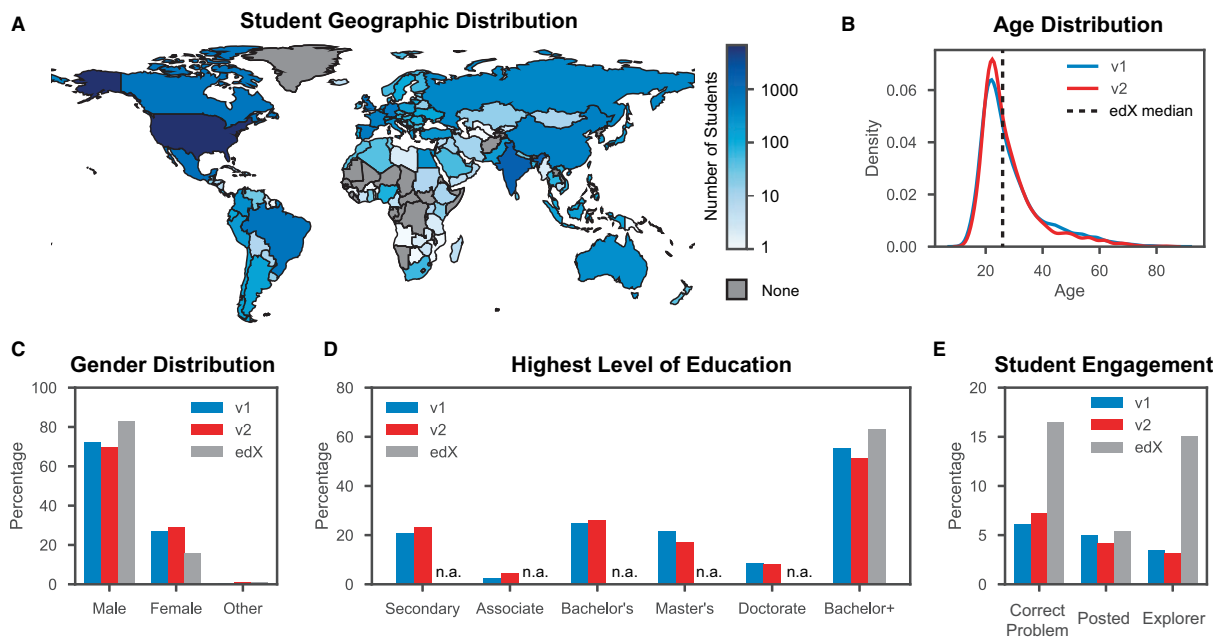 A
Student Geographic Distribution
Number of Students
1000
100
10
1
None
B
Age Distribution
v1
v2
edX median
Density
0.06
0.04
0.02
0.00
20
40
60
80
Age
C
Gender Distribution
Percentage
100
80
60
40
20
0
v1
v2
edX
Male
Female
Other
D
Highest Level of Education
Percentage
80
60
40
20
0
v1
v2
edX
n.a.
n.a.
n.a.
n.a.
n.a.
Secondary
Associate
Bachelor's
Master's
Doctorate
Bachelor+
E
Student Engagement
Percentage
20
15
10
5
0
v1
v2
edX
Correct
Problem
Posted
Explorer